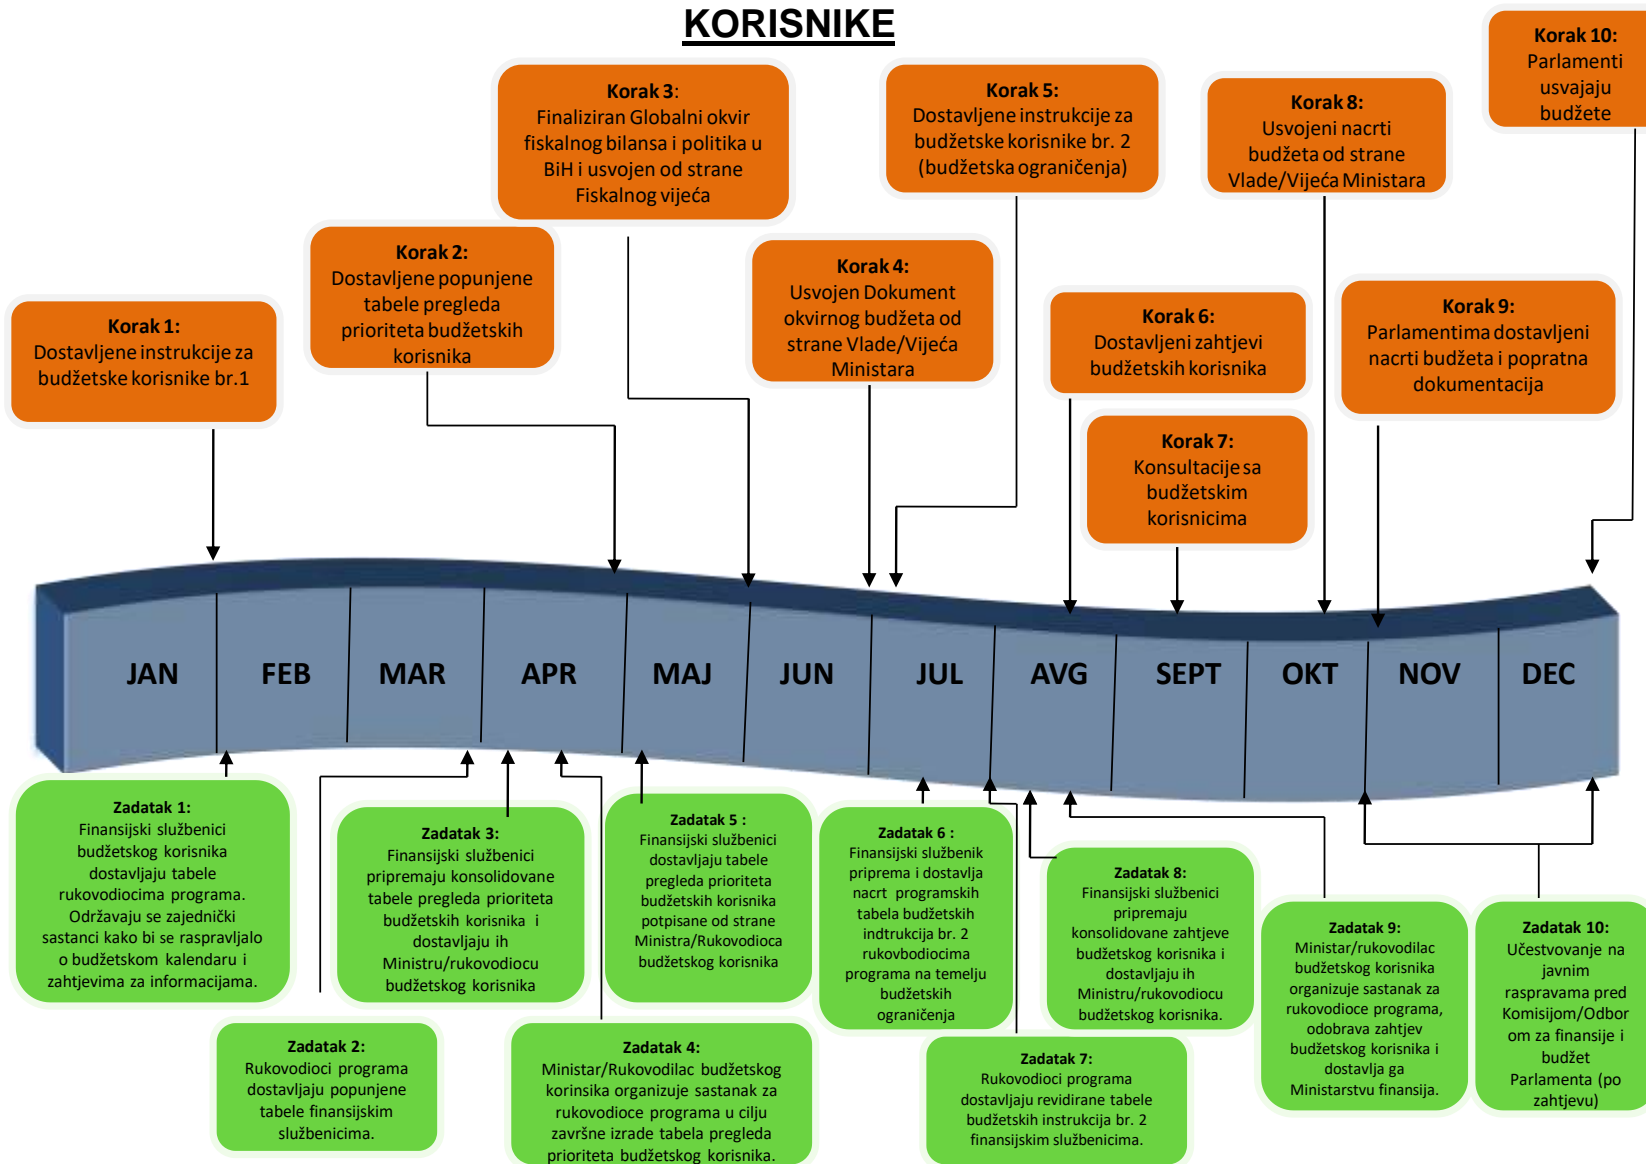 KORISNIKE
Korak 1:
Dostavljene instrukcije za
budžetske korisnike br.1
Korak 2:
Dostavljene popunjene
tabele pregleda
prioriteta budžetskih
korisnika
Korak 3:
Finaliziran Globalni okvir
fiskalnog bilansa i politika u
BiH i usvojen od strane
Fiskalnog vijeća
Korak 4:
Usvojen Dokument
okvirnog budžeta od
strane Vlade/Vijeća
Ministara
Korak 5:
Dostavljene instrukcije za
budžetske korisnike br. 2
(budžetska ograničenja)
Korak 6:
Dostavljeni zahtjevi
budžetskih korisnika
Korak 7:
Konsultacije sa
budžetskim
korisnicima
Korak 8:
Usvojeni nacrti
budžeta od strane
Vlade/Vijeća Ministara
Korak 9:
Parlamentima dostavljeni
nacrti budžeta i popratna
dokumentacija
Korak 10:
Parlamenti
usvajaju
budžete
JAN FEB MAR APR MAJ JUN JUL AVG SEPT OKT NOV DEC
Zadatak 1:
Finansijski službenici
budžetskog korisnika
dostavljaju tabele
rukovodiocima programa.
Održavaju se zajednički
sastanci kako bi se raspravljalo
o budžetskom kalendaru i
zahtjevima za informacijama.
Zadatak 2:
Rukovodioci programa
dostavljaju popunjene
tabele finansijskim
službenicima.
Zadatak 3:
Finansijski službenici
pripremaju konsolidovane
tabele pregleda prioriteta
budžetskih korisnika i
dostavljaju ih
Ministru/rukovodiocu
budžetskog korisnika
Zadatak 4:
Ministar/Rukovodilac budžetskog
korinsika organizuje sastanak za
rukovodioce programa u cilju
završne izrade tabela pregleda
prioriteta budžetskog korisnika.
Zadatak 5 :
Finansijski službenici
dostavljaju tabele
pregleda prioriteta
budžetskih korisnika
potpisane od strane
Ministra/Rukovodioca
budžetskog korisnika
Zadatak 6 :
Finansijski službenik
priprema i dostavlja
nacrt programskih
tabela budžetskih
indtrukcija br. 2
rukovbodiocima
programa na temelju
budžetskih
ograničenja
Zadatak 7:
Rukovodioci programa
dostavljaju revidirane tabele
budžetskih instrukcija br. 2
finansijskim službenicima.
Zadatak 8:
Finansijski službenici
pripremaju
konsolidovane zahtjeve
budžetskog korisnika i
dostavljaju ih
Ministru/rukovodiocu
budžetskog korisnika.
Zadatak 9:
Ministar/rukovodilac
budžetskog korisnika
organizuje sastanak za
rukovodioce programa,
odobrava zahtjev
budžetskog korisnika i
dostavlja ga
Ministarstvu finansija.
Zadatak 10:
Učestvovanje na
javnim
raspravama pred
Komisijom/Odbor
om za finansije i
budžet
Parlamenta (po
zahtjevu)